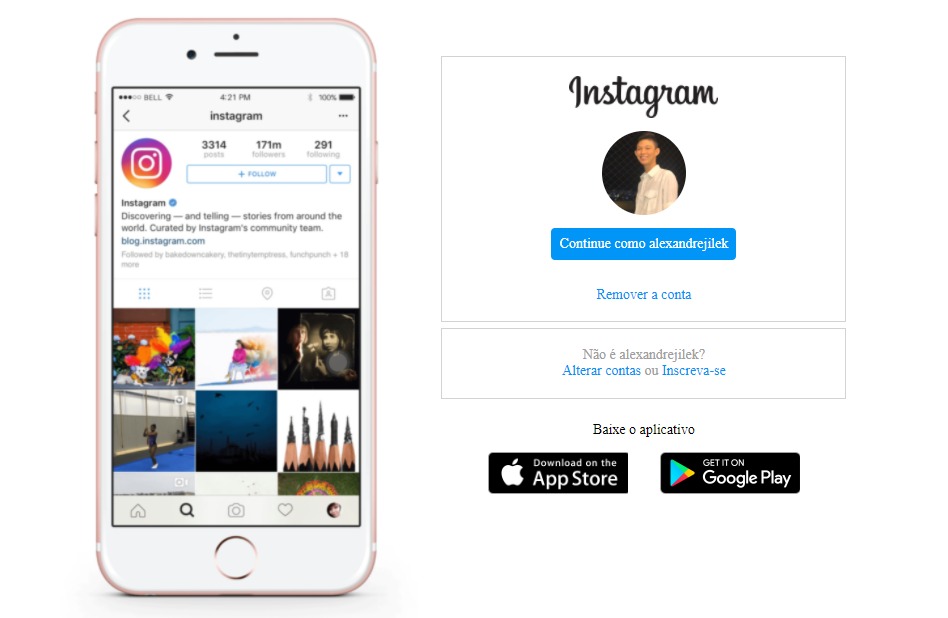 BELL
4:21 PM
100%
instagram
3314
posts
171m
followers
291
following
+ FOLLOW
Instagram
Discovering — and telling — stories from around the
world. Curated by Instagram's community team.
blog.instagram.com
Followed by bakedowncakery, thetinytemptress, funchpunch + 18
more
Instagram
Continue como alexandrejilek
Remover a conta
Não é alexandrejilek?
Alterar contas ou Inscreva-se
Baixe o aplicativo
Download on the
App Store
GET IT ON
Google Play